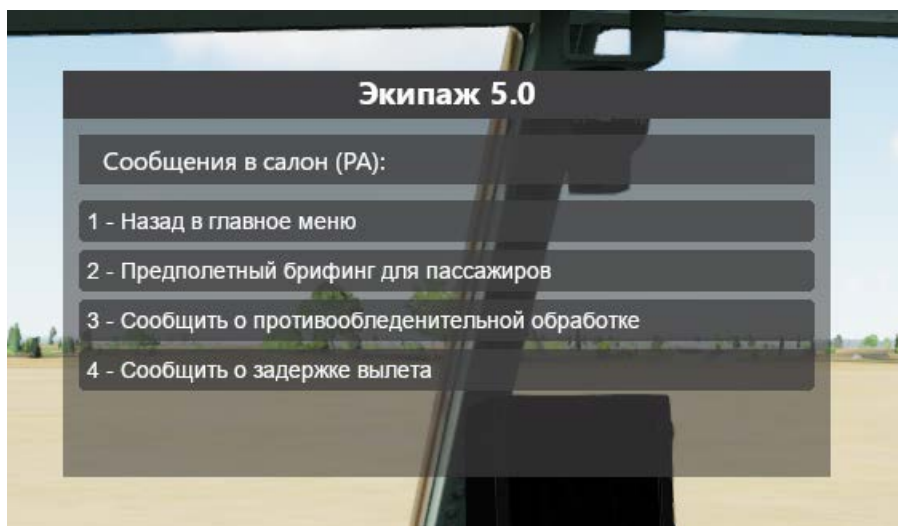 Экипаж 5.0
Сообщения в салон (PA):
1 - Назад в главное меню
2 - Предполетный брифинг для пассажиров
3 - Сообщить о противообледенительной обработке
4 - Сообщить о задержке вылета